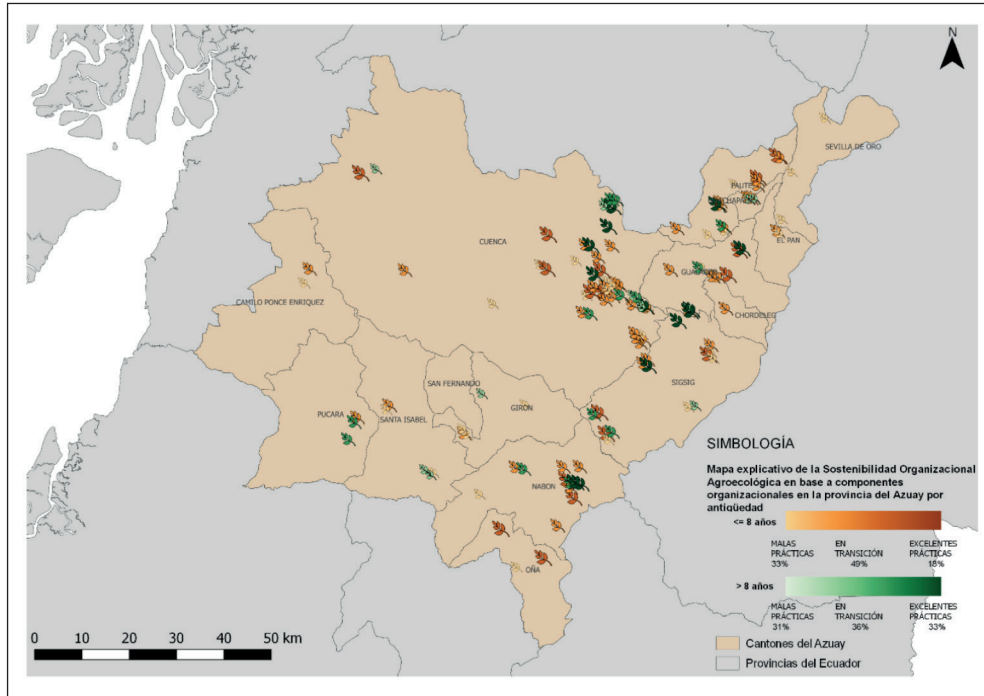 N
SEVILLA DE ORO
PAUTE
EL PAN
CUENCA
CAMILO PONCE ENRIQUEZ
CHORDELEG
SAN FERNANDO
SIGSIG
PUCARA
SANTA ISABEL
GIRON
NABON
OÑA
SIMBOLOGÍA
Mapa explicativo de la Sostenibilidad Organizacional
Agroecológica en base a componentes
organizacionales en la provincia del Azuay por
antigüedad
<= 8 años
MALAS EN EXCELENTES
PRÁCTICAS TRANSICIÓN PRÁCTICAS
33% 49% 18%
> 8 años
MALAS EN EXCELENTES
PRÁCTICAS TRANSICIÓN PRÁCTICAS
31% 36% 33%
Cantones del Azuay
Provincias del Ecuador
0 10 20 30 40 50 km